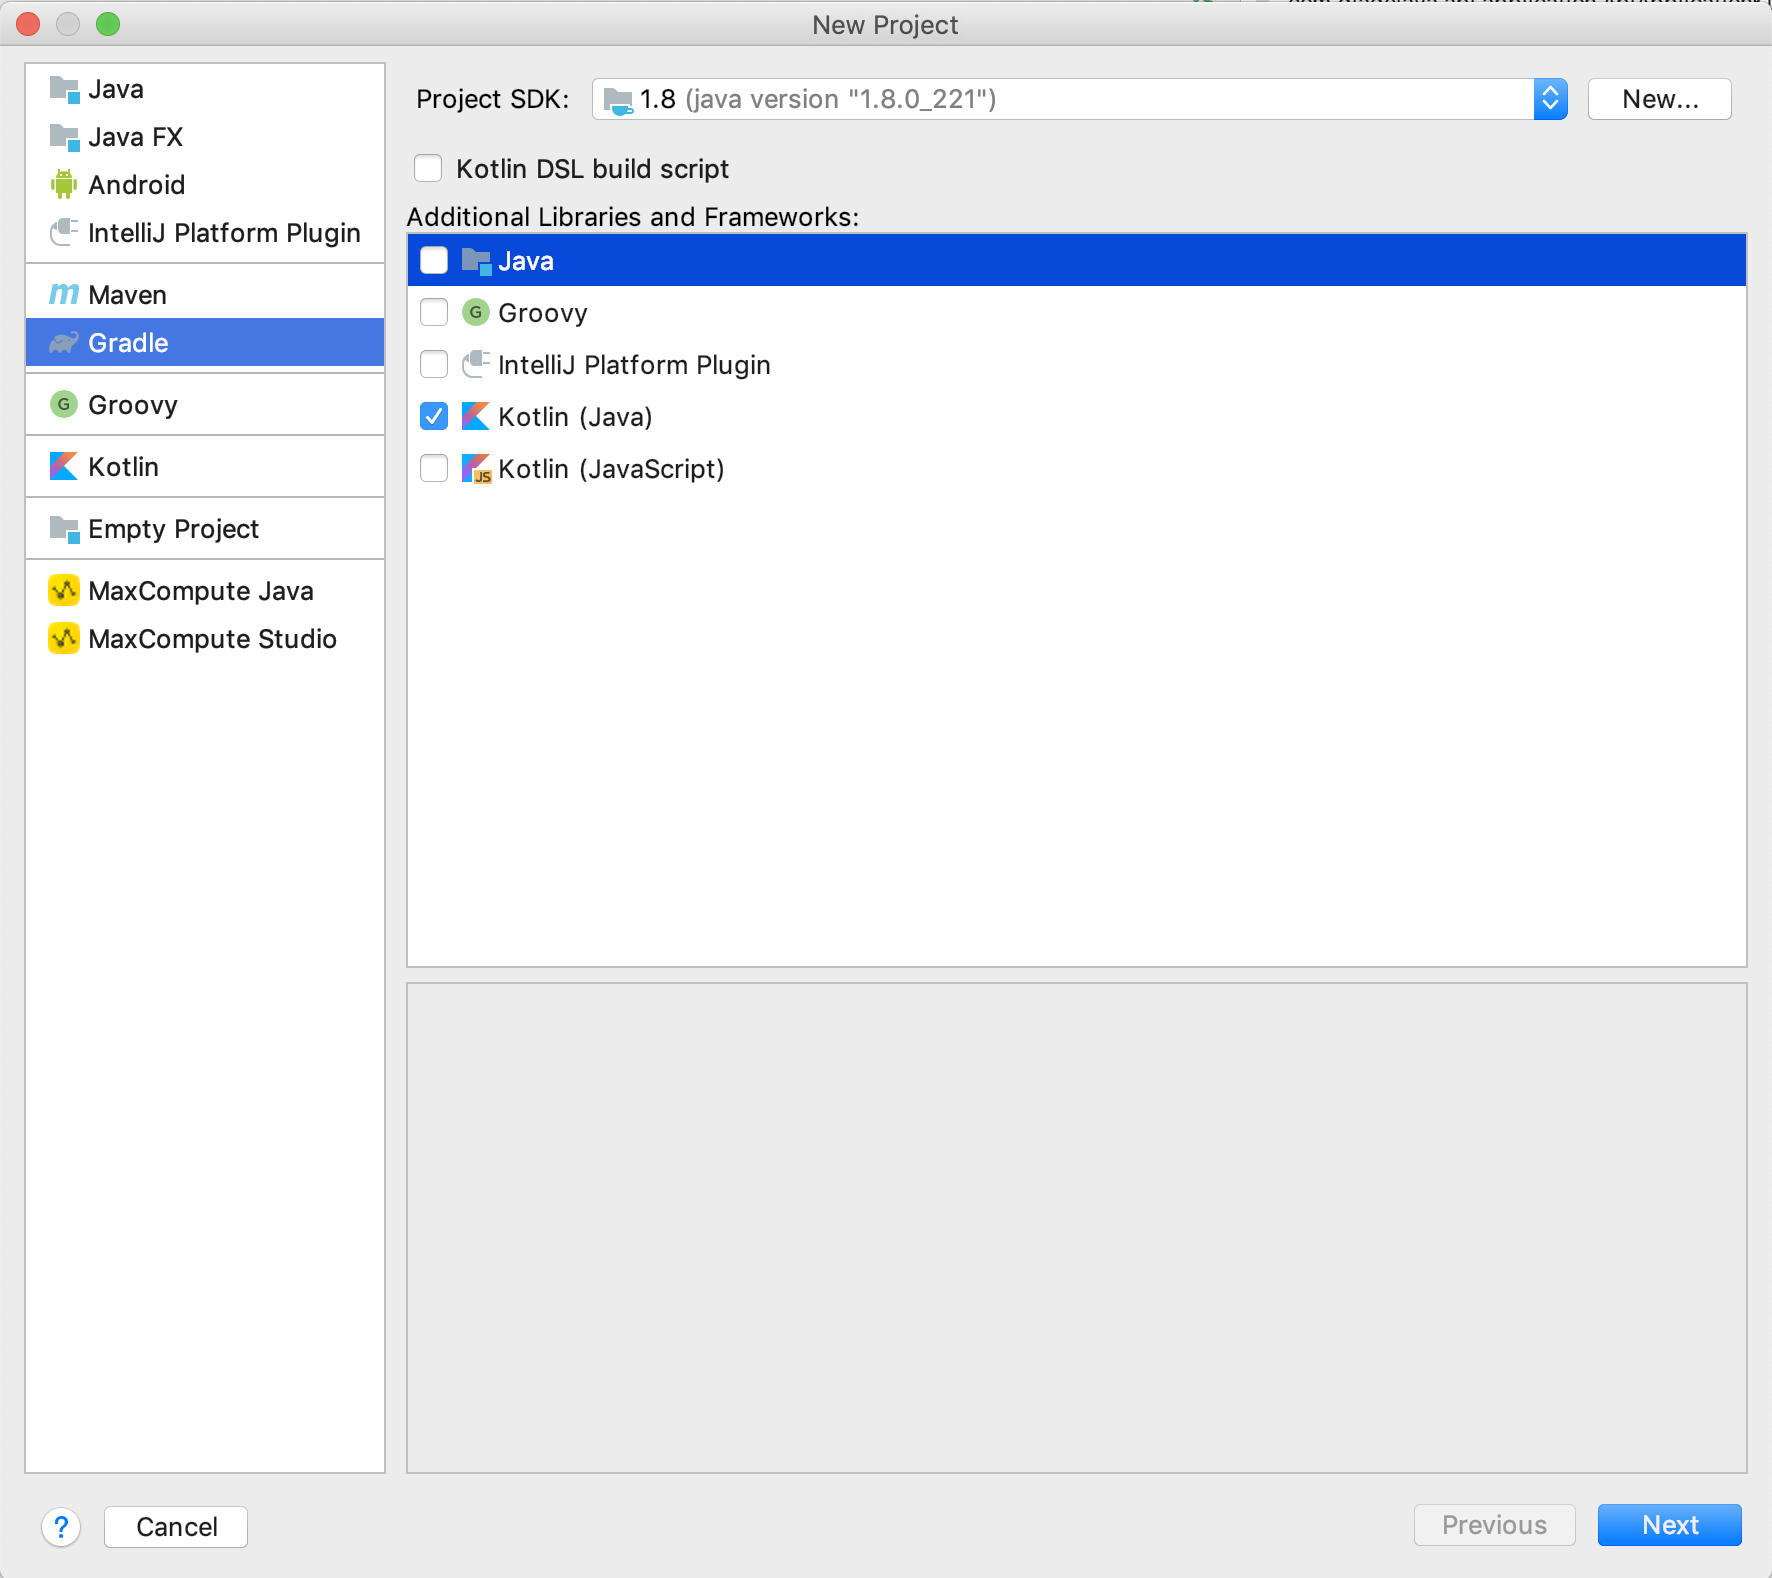 New Project
Java
Java FX
Android
IntelliJ Platform Plugin
Maven
Gradle
G Groovy
Kotlin
Empty Project
MaxCompute Java
MaxCompute Studio
Project SDK: 1.8 (java version "1.8.0_221") New...
Kotlin DSL build script
Additional Libraries and Frameworks:
Java
G Groovy
IntelliJ Platform Plugin
Kotlin (Java)
JS Kotlin (JavaScript)
? Cancel Previous Next